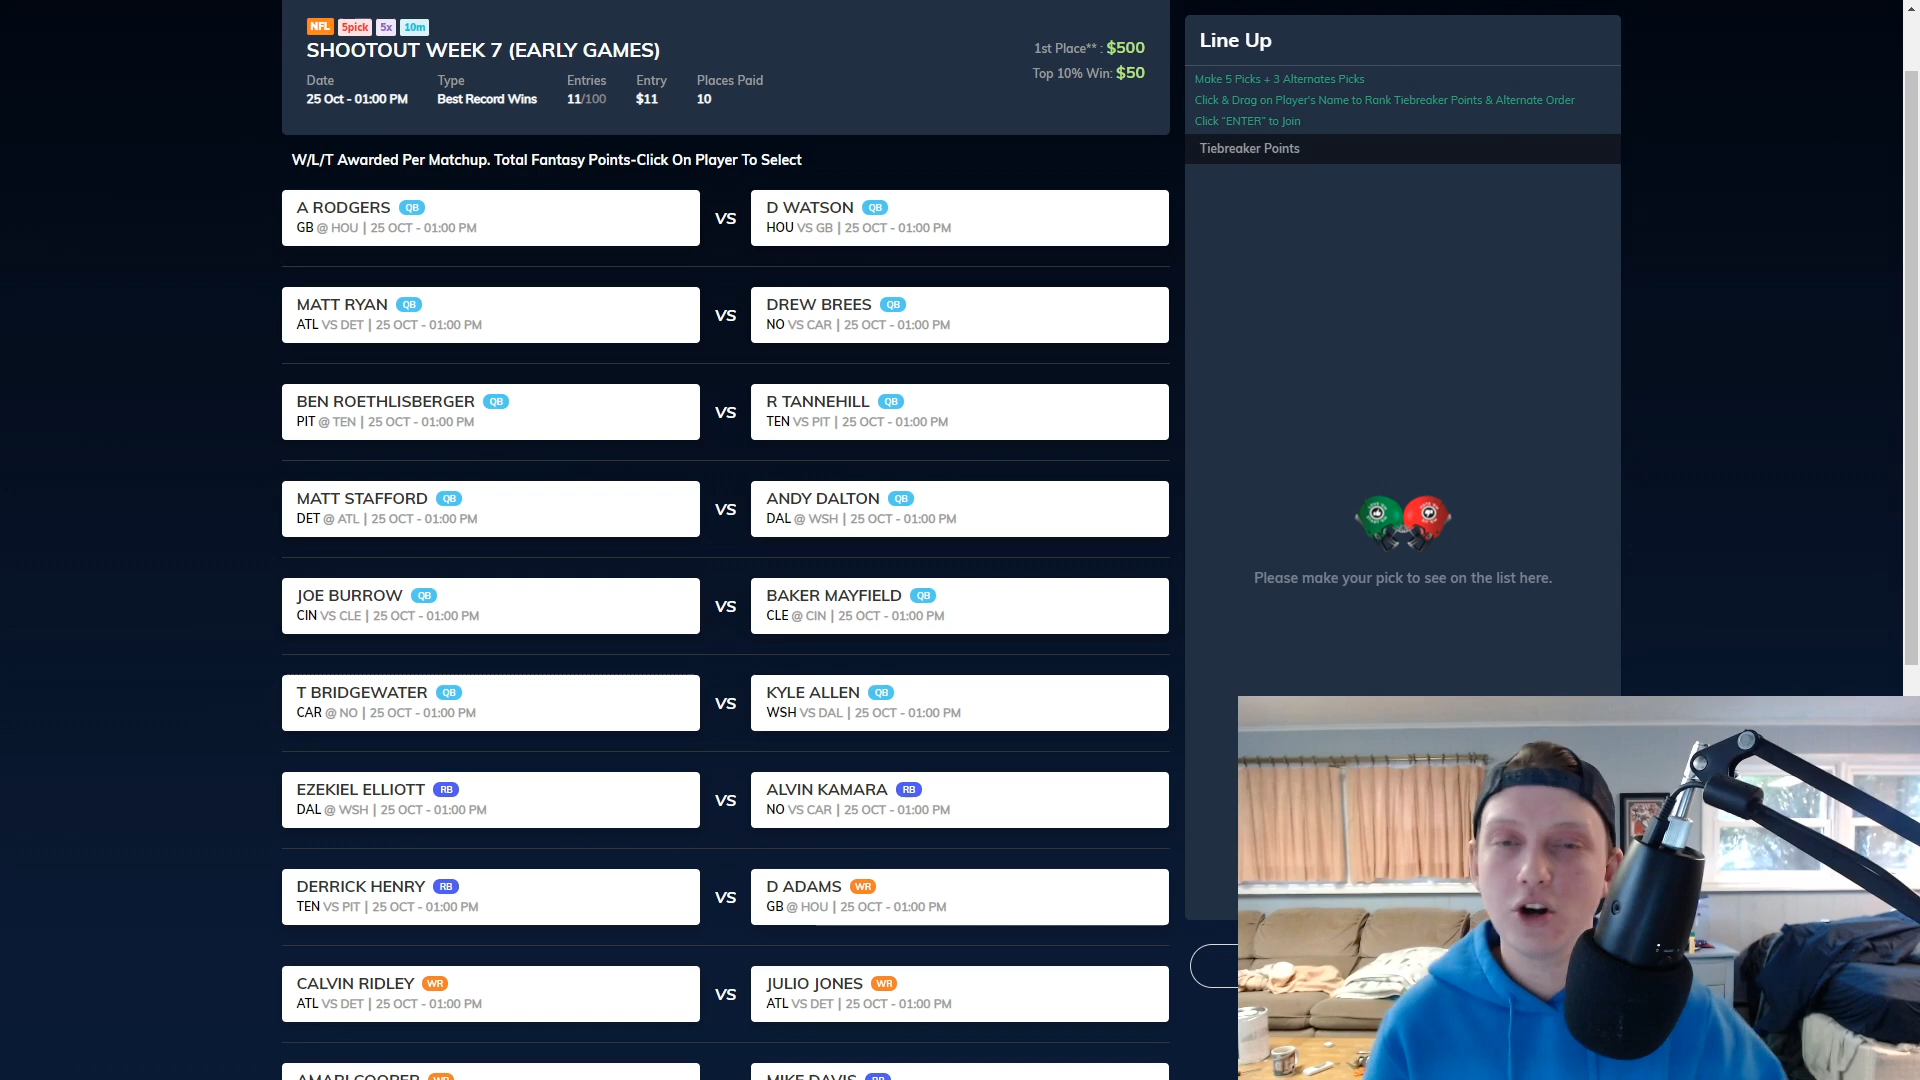 NFL 5pick 5x 10m
SHOOTOUT WEEK 7 (EARLY GAMES)
Date Type Entries Entry Places Paid
25 Oct - 01:00 PM Best Record Wins 11/100 $11 10
1st Place** : $500
Top 10% Win: $50
W/L/T Awarded Per Matchup. Total Fantasy Points-Click On Player To Select
A RODGERS QB
GB @ HOU | 25 OCT - 01:00 PM
VS
D WATSON QB
HOU VS GB | 25 OCT - 01:00 PM
MATT RYAN QB
ATL VS DET | 25 OCT - 01:00 PM
VS
DREW BREES QB
NO VS CAR | 25 OCT - 01:00 PM
BEN ROETHLISBERGER QB
PIT @ TEN | 25 OCT - 01:00 PM
VS
R TANNEHILL QB
TEN VS PIT | 25 OCT - 01:00 PM
MATT STAFFORD QB
DET @ ATL | 25 OCT - 01:00 PM
VS
ANDY DALTON QB
DAL @ WSH | 25 OCT - 01:00 PM
JOE BURROW QB
CIN VS CLE | 25 OCT - 01:00 PM
VS
BAKER MAYFIELD QB
CLE @ CIN | 25 OCT - 01:00 PM
T BRIDGEWATER QB
CAR @ NO | 25 OCT - 01:00 PM
VS
KYLE ALLEN QB
WSH VS DAL | 25 OCT - 01:00 PM
EZEKIEL ELLIOTT RB
DAL @ WSH | 25 OCT - 01:00 PM
VS
ALVIN KAMARA RB
NO VS CAR | 25 OCT - 01:00 PM
DERRICK HENRY RB
TEN VS PIT | 25 OCT - 01:00 PM
VS
D ADAMS WR
GB @ HOU | 25 OCT - 01:00 PM
CALVIN RIDLEY WR
ATL VS DET | 25 OCT - 01:00 PM
VS
JULIO JONES WR
ATL VS DET | 25 OCT - 01:00 PM
AMARI COOPER WR
MIKE DAVIS RB
Line Up
Make 5 Picks + 3 Alternates Picks
Click & Drag on Player's Name to Rank Tiebreaker Points & Alternate Order
Click "ENTER" to Join
Tiebreaker Points
Please make your pick to see on the list here.